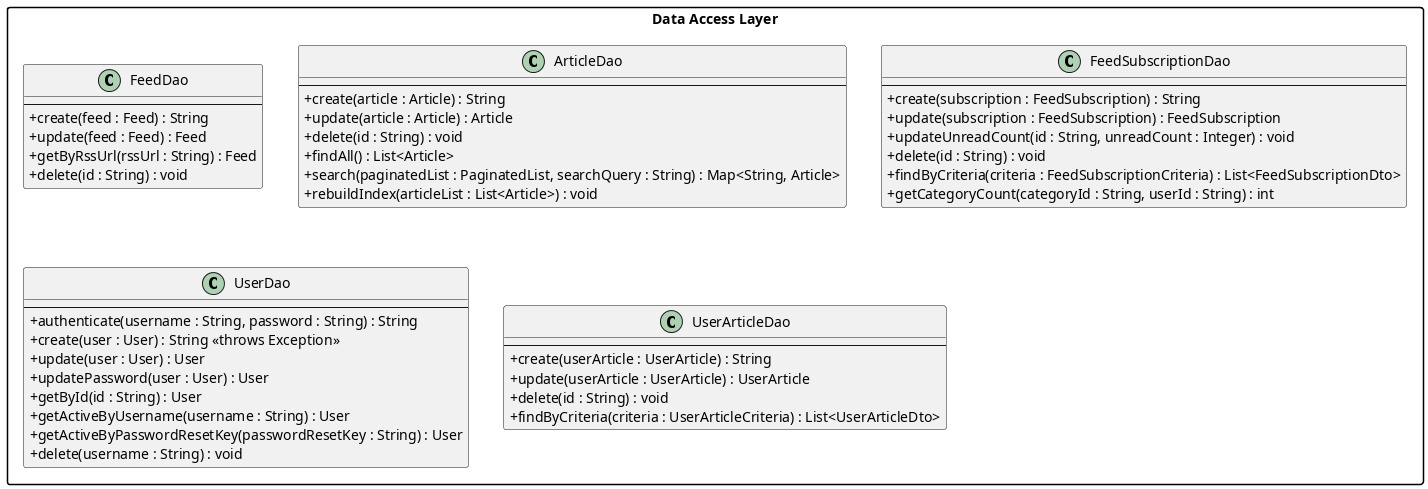 Data Access Layer
C FeedDao
+create(feed : Feed) : String
+update(feed : Feed) : Feed
+getByRssUrl(rssUrl : String) : Feed
+delete(id : String) : void
C ArticleDao
+create(article : Article) : String
+update(article : Article) : Article
+delete(id : String) : void
+findAll() : List<Article>
+search(paginatedList : PaginatedList, searchQuery : String) : Map<String, Article>
+rebuildIndex(articleList : List<Article>) : void
C FeedSubscriptionDao
+create(subscription : FeedSubscription) : String
+update(subscription : FeedSubscription) : FeedSubscription
+updateUnreadCount(id : String, unreadCount : Integer) : void
+delete(id : String) : void
+findByCriteria(criteria : FeedSubscriptionCriteria) : List<FeedSubscriptionDto>
+getCategoryCount(categoryId : String, userId : String) : int
C UserDao
+authenticate(username : String, password : String) : String
+create(user : User) : String «throws Exception»
+update(user : User) : User
+updatePassword(user : User) : User
+getById(id : String) : User
+getActiveByUsername(username : String) : User
+getActiveByPasswordResetKey(passwordResetKey : String) : User
+delete(username : String) : void
C UserArticleDao
+create(userArticle : UserArticle) : String
+update(userArticle : UserArticle) : UserArticle
+delete(id : String) : void
+findByCriteria(criteria : UserArticleCriteria) : List<UserArticleDto>